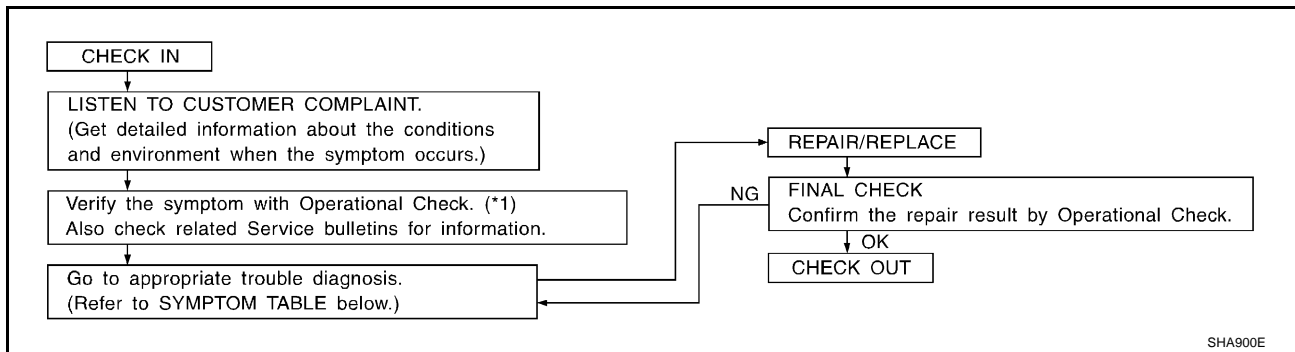 CHECK IN
LISTEN TO CUSTOMER COMPLAINT.
(Get detailed information about the conditions
and environment when the symptom occurs.)
Verify the symptom with Operational Check. (*1)
Also check related Service bulletins for information.
Go to appropriate trouble diagnosis.
(Refer to SYMPTOM TABLE below.)
REPAIR/REPLACE
NG
FINAL CHECK
Confirm the repair result by Operational Check.
OK
CHECK OUT
SHA900E